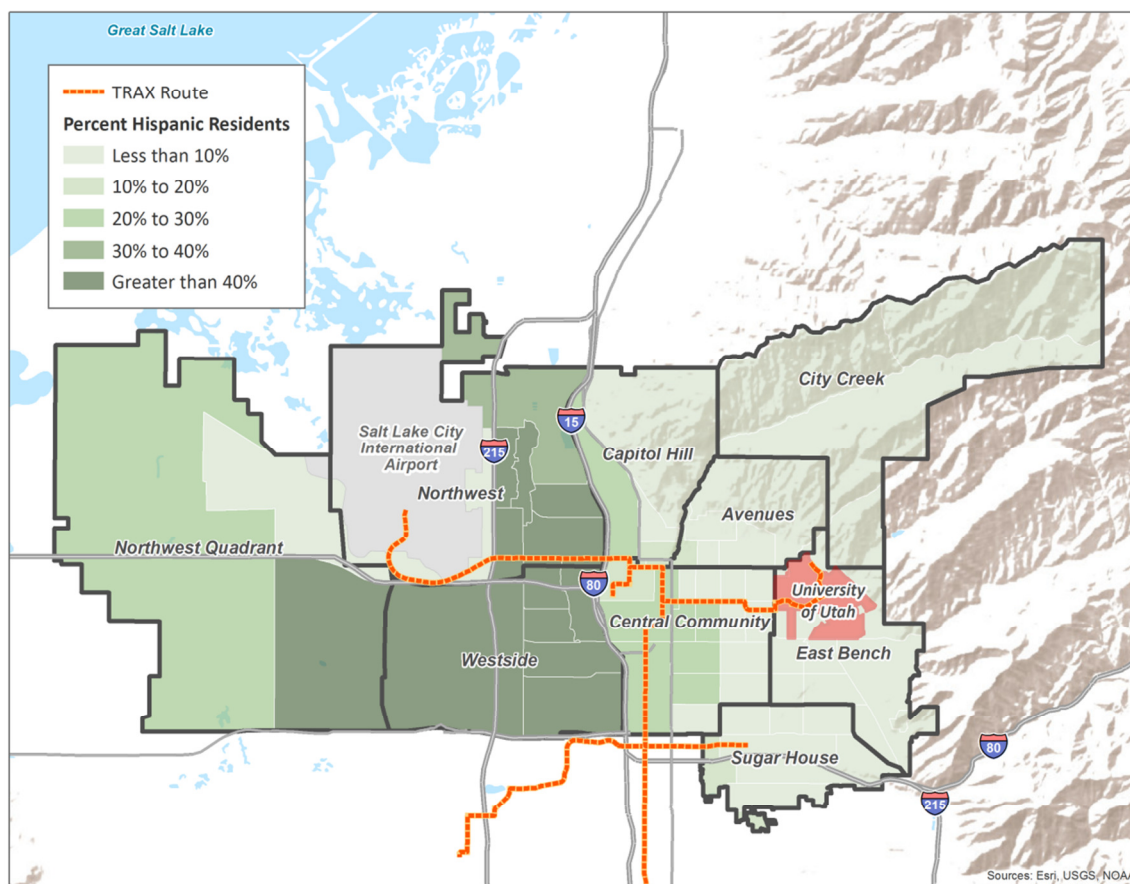 Great Salt Lake
TRAX Route
Percent Hispanic Residents
Less than 10%
10% to 20%
20% to 30%
30% to 40%
Greater than 40%
City Creek
Salt Lake City
International
Airport
15
215
Capitol Hill
Northwest
Avenues
Northwest Quadrant
80
University
of Utah
Central Community
East Bench
Westside
Sugar House
80
215
Sources: Esri, USGS, NOAA